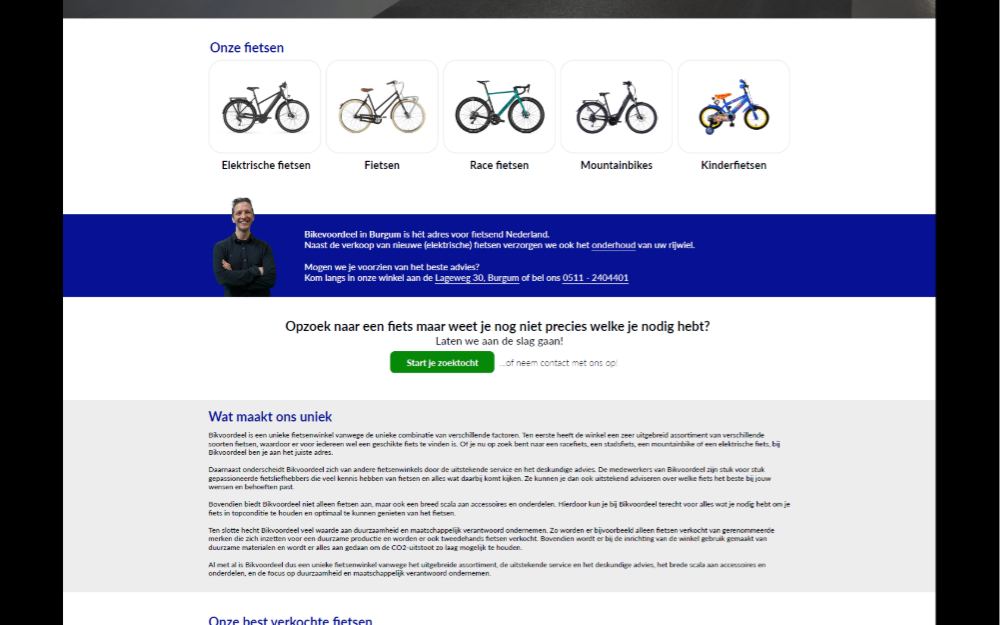 Onze fietsen
Elektrische fietsen
Fietsen
Race fietsen
Mountainbikes
Kinderfietsen
Bikevoordeel in Burgum is hét adres voor fietsend Nederland.
Naast de verkoop van nieuwe (elektrische) fietsen verzorgen we ook het onderhoud van uw rijwiel.
Mogen we je voorzien van het beste advies?
Kom langs in onze winkel aan de Lageweg 30, Burgum of bel ons 0511 - 2404401
Opzoek naar een fiets maar weet je nog niet precies welke je nodig hebt?
Laten we aan de slag gaan!
Start je zoektocht ...of neem contact met ons op!
Wat maakt ons uniek
Bikvoordeel is een unieke fietsenwinkel vanwege de unieke combinatie van verschillende factoren. Ten eerste heeft de winkel een zeer uitgebreid assortiment van verschillende
soorten fietsen, waardoor er voor iedereen wel een geschikte fiets te vinden is. Of je nu op zoek bent naar een racefiets, een stadsfiets, een mountainbike of een elektrische fiets, bij
Bikvoordeel ben je aan het juiste adres.
Daarnaast onderscheidt Bikvoordeel zich van andere fietsenwinkels door de uitstekende service en het deskundige advies. De medewerkers van Bikvoordeel zijn stuk voor stuk
gepassioneerde fietsliefhebbers die veel kennis hebben van fietsen en alles wat daarbij komt kijken. Ze kunnen je dan ook uitstekend adviseren over welke fiets het beste bij jouw
wensen en behoeften past.
Bovendien biedt Bikvoordeel niet alleen fietsen aan, maar ook een breed scala aan accessoires en onderdelen. Hierdoor kun je bij Bikvoordeel terecht voor alles wat je nodig hebt om je
fiets in topconditie te houden en optimaal te kunnen genieten van het fietsen.
Ten slotte hecht Bikvoordeel veel waarde aan duurzaamheid en maatschappelijk verantwoord ondernemen. Zo worden er bijvoorbeeld alleen fietsen verkocht van gerenommeerde
merken die zich inzetten voor een duurzame productie en worden er ook tweedehands fietsen verkocht. Bovendien wordt er bij de inrichting van de winkel gebruik gemaakt van
duurzame materialen en wordt er alles aan gedaan om de CO2-uitstoot zo laag mogelijk te houden.
Al met al is Bikvoordeel dus een unieke fietsenwinkel vanwege het uitgebreide assortiment, de uitstekende service en het deskundige advies, het brede scala aan accessoires en
onderdelen, en de focus op duurzaamheid en maatschappelijk verantwoord ondernemen.
Onze best verkochte fietsen